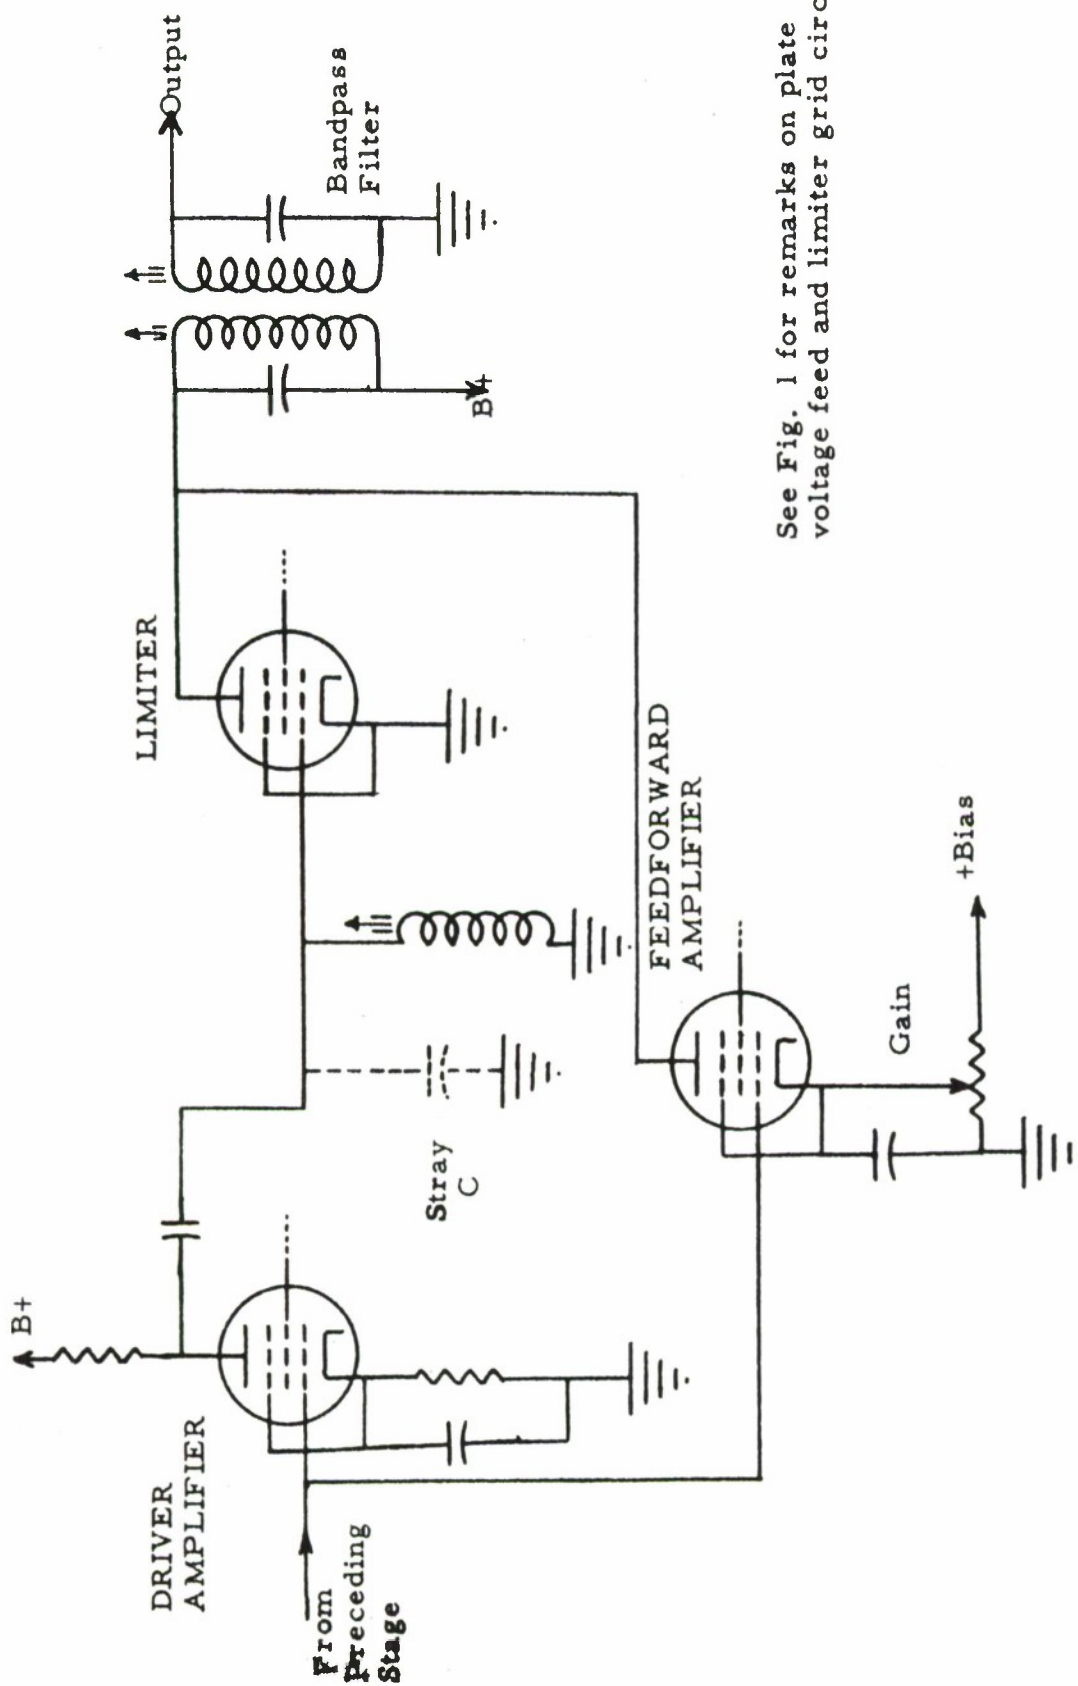 B+
DRIVER
AMPLIFIER
From
Preceding
Stage
Stray
C
LIMITER
FEEDFORWARD
AMPLIFIER
Gain
+Bias
B+
Output
Bandpass
Filter
See Fig. 1 for remarks on plate
voltage feed and limiter grid circ